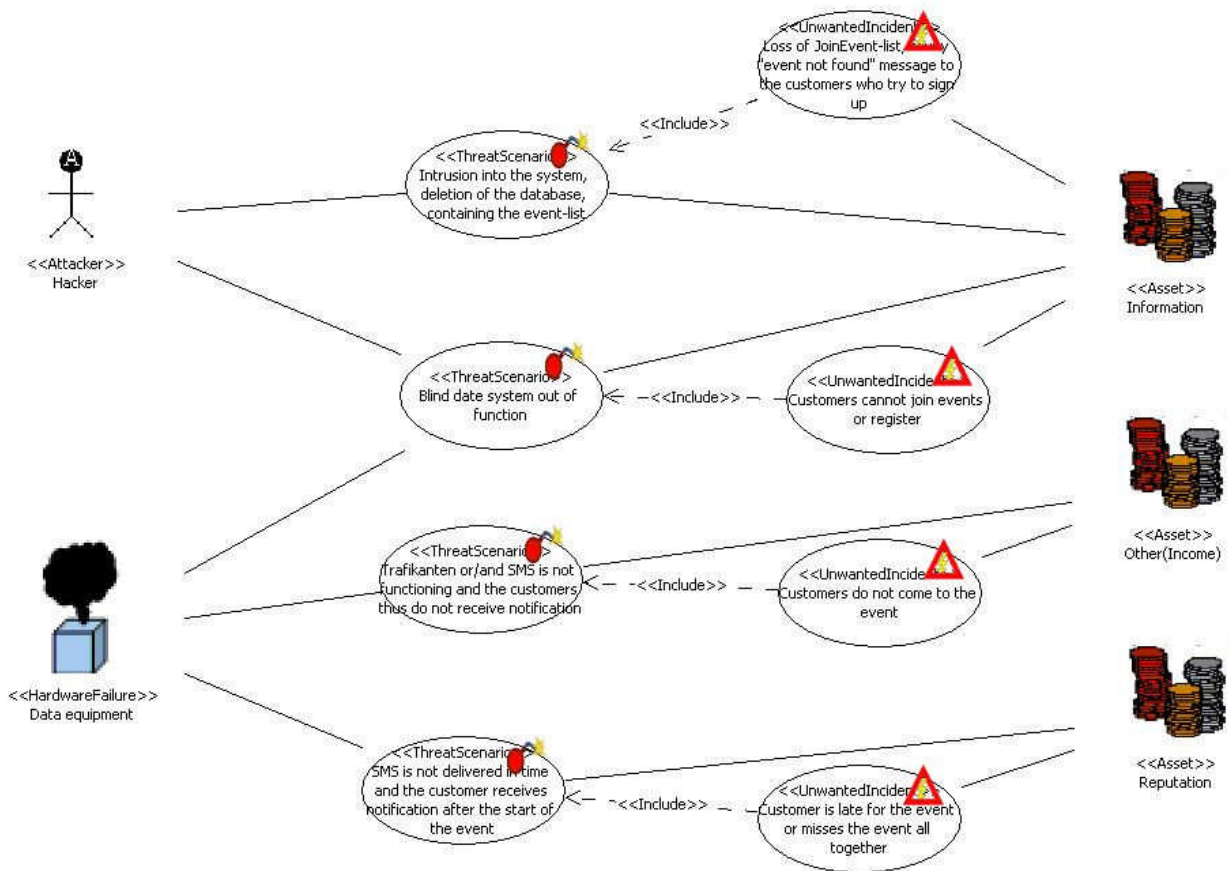 <<UnwantedIncident>>
Loss of JoinEvent-list,
"event not found" message to
the customers who try to sign
up
<<Include>>
<<ThreatScenario>>
Intrusion into the system,
deletion of the database,
containing the event-list
A
<<Attacker>>
Hacker
<<Asset>>
Information
<<ThreatScenario>>
Blind date system out of
function
<<Include>>
<<UnwantedIncident>>
Customers cannot join events
or register
<<ThreatScenario>>
Trafikanten or/and SMS is not
functioning and the customers
thus do not receive notification
<<Include>>
<<UnwantedIncident>>
Customers do not come to the
event
<<Asset>>
Other(Income)
<<HardwareFailure>>
Data equipment
<<ThreatScenario>>
SMS is not delivered in time
and the customer receives
notification after the start of
the event
<<Include>>
<<UnwantedIncident>>
Customer is late for the event
or misses the event all
together
<<Asset>>
Reputation